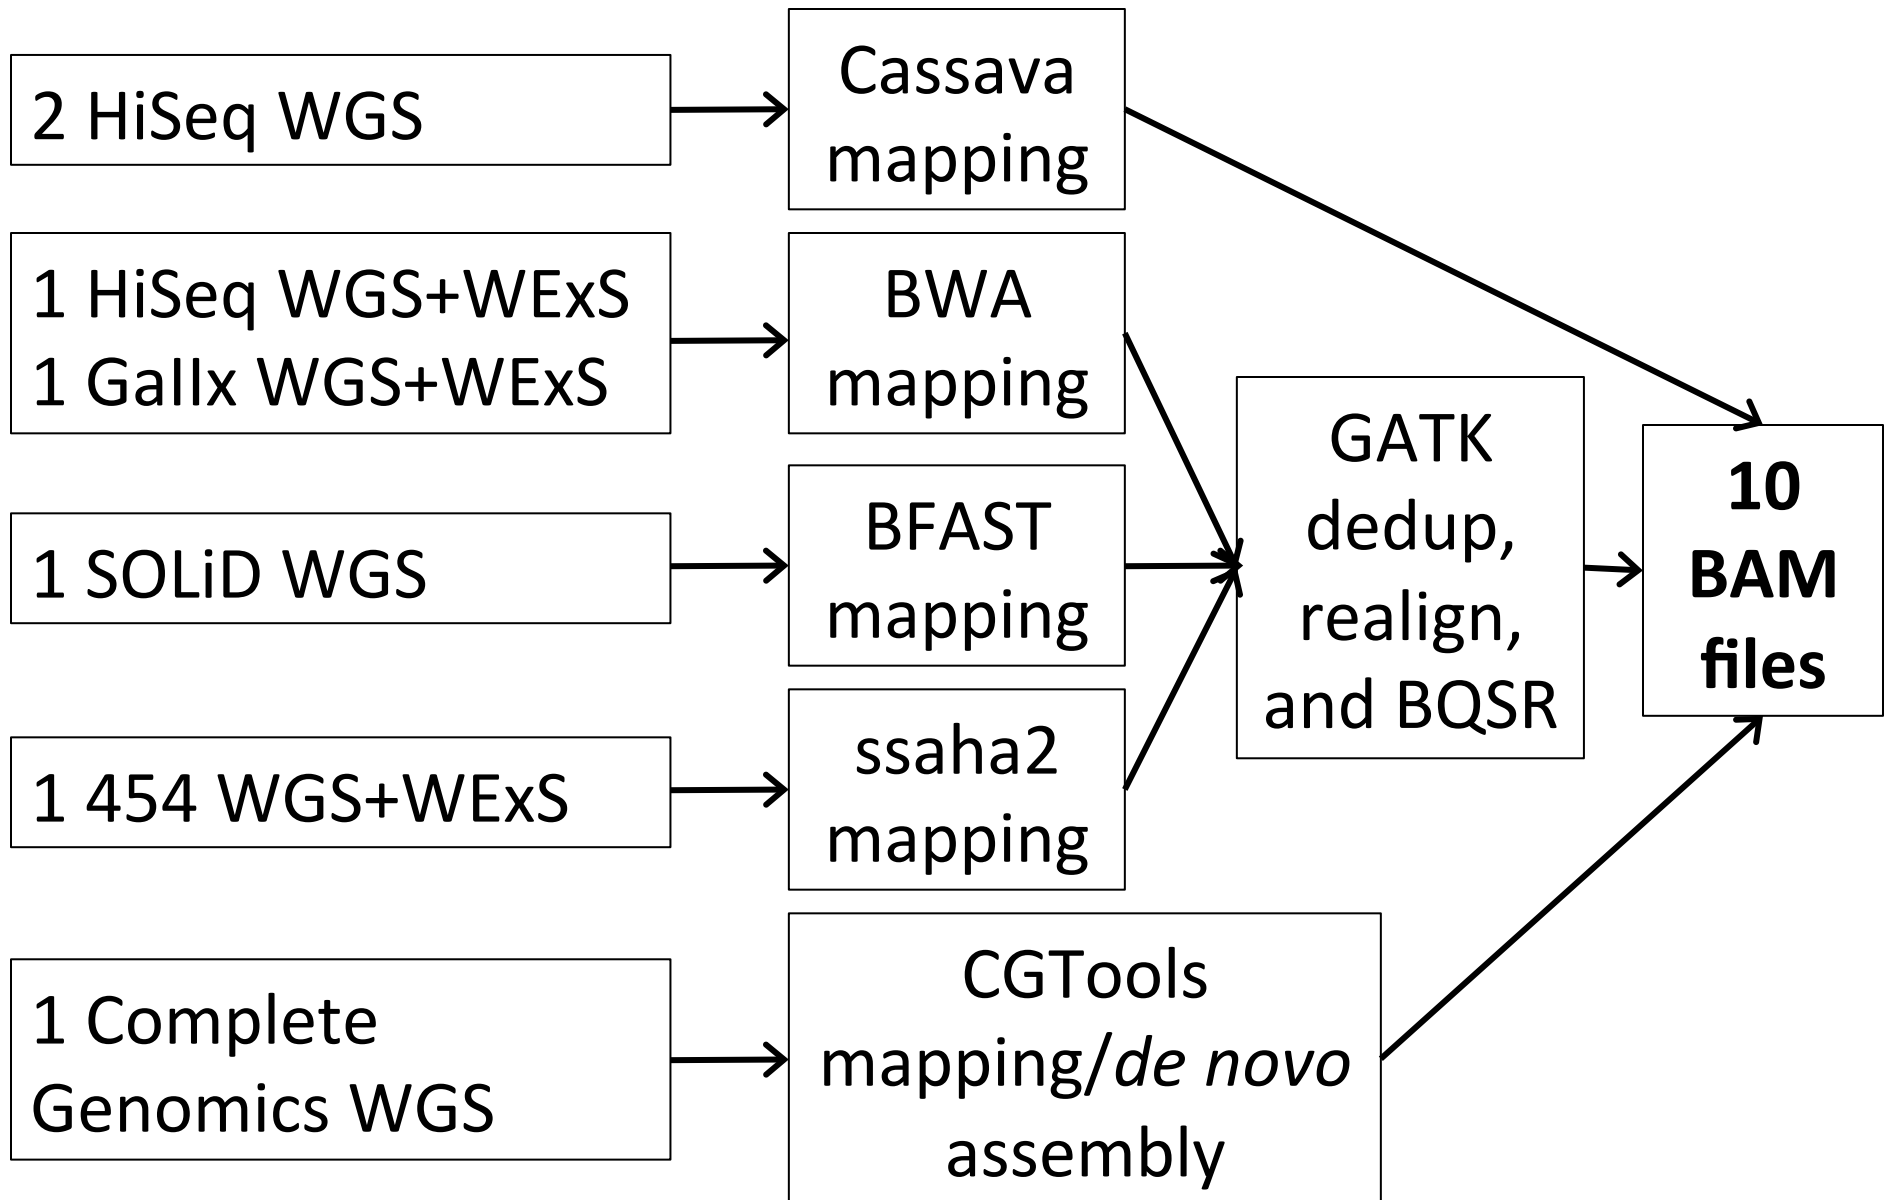 2 HiSeq WGS
Cassava
mapping
1 HiSeq WGS+WExS
1 GaIIx WGS+WExS
BWA
mapping
1 SOLiD WGS
BFAST
mapping
1 454 WGS+WExS
ssaha2
mapping
1 Complete
Genomics WGS
CGTools
mapping/de novo
assembly
GATK
dedup,
realign,
and BQSR
10
BAM
files